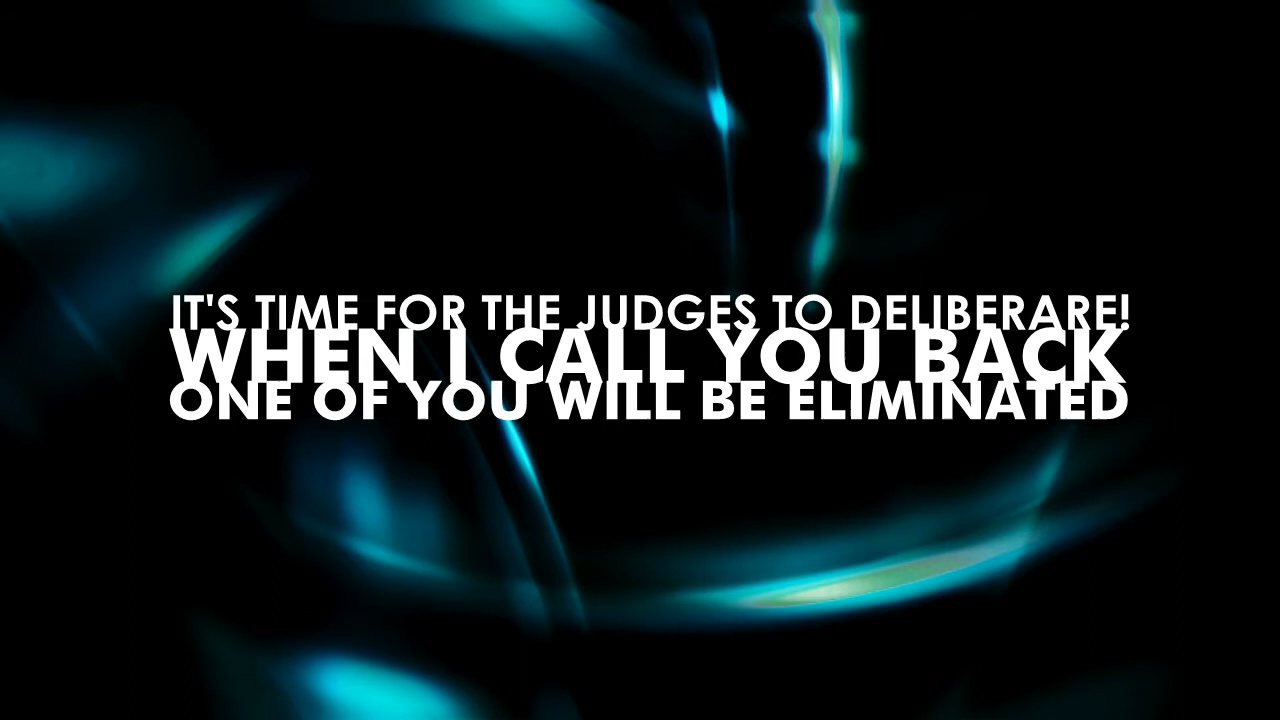 IT'S TIME FOR THE JUDGES TO DELIBERARE!
WHEN I CALL YOU BACK
ONE OF YOU WILL BE ELIMINATED